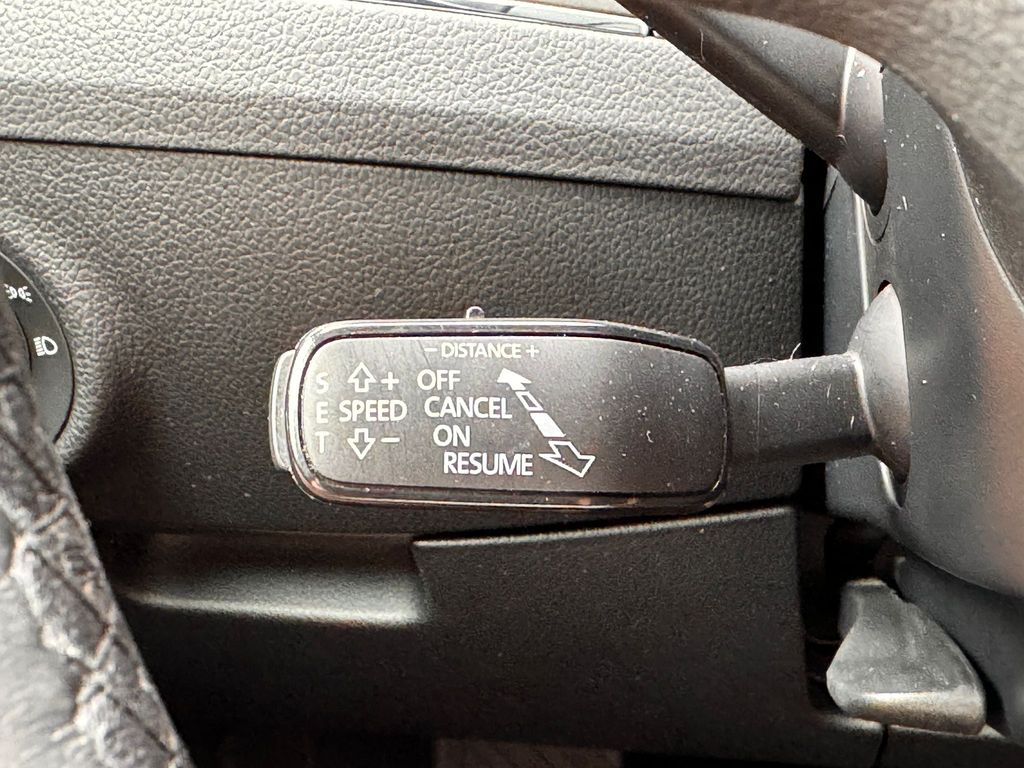 − DISTANCE +
S
E
T
+ OFF
SPEED CANCEL
− ON
RESUME